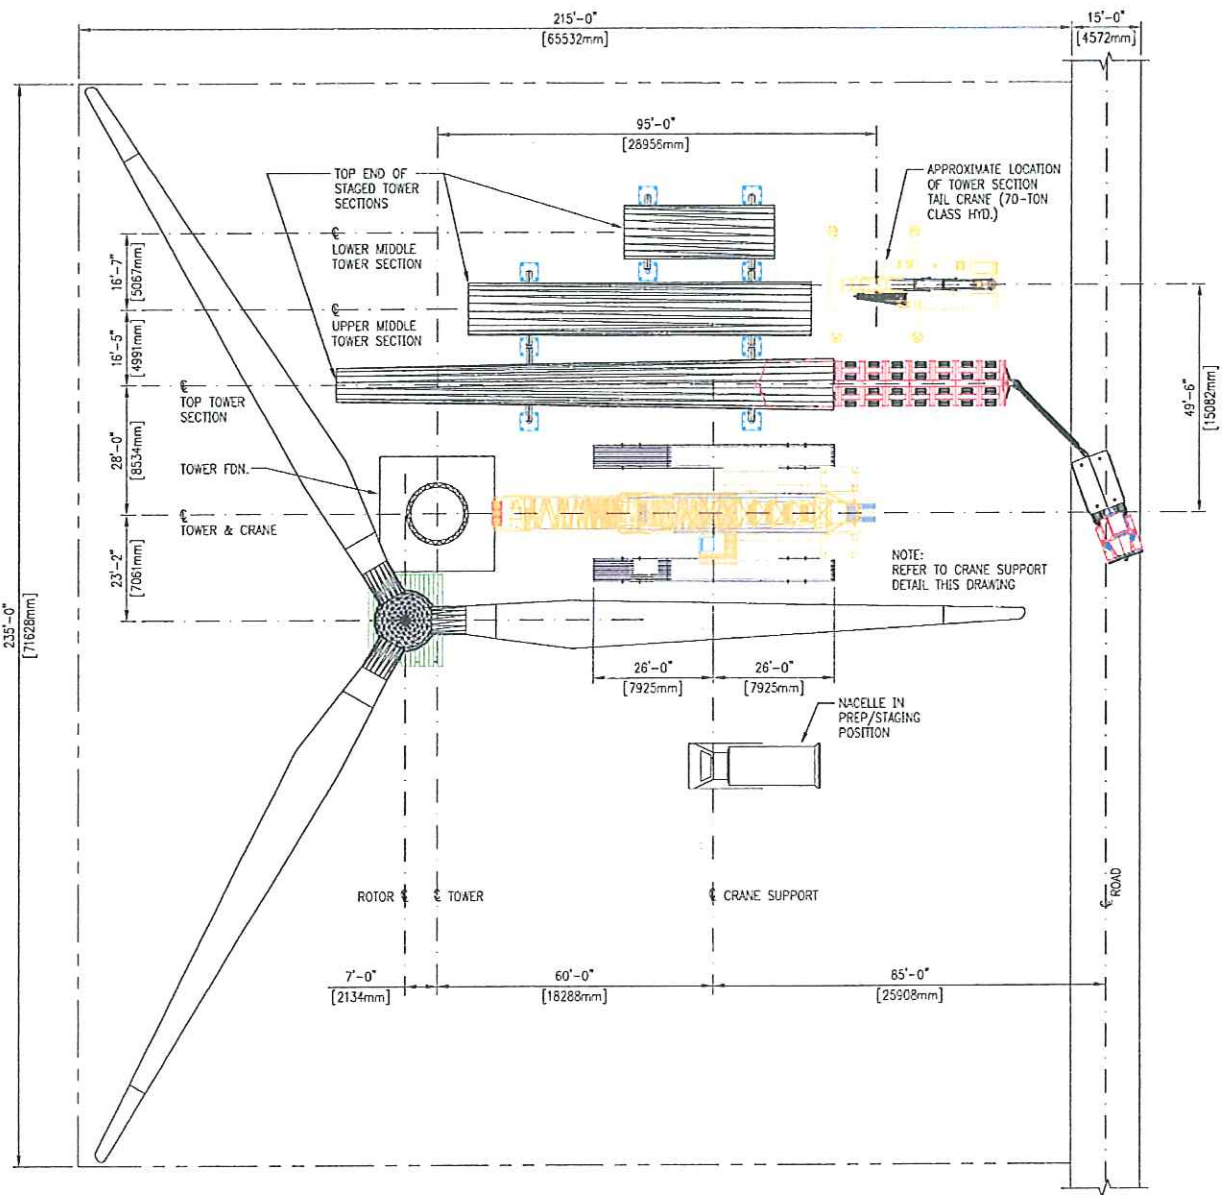 215'-0"
[65532mm]
15'-0"
[4572mm]
95'-0"
[28956mm]
TOP END OF
STAGED TOWER
SECTIONS
APPROXIMATE LOCATION
OF TOWER SECTION
TAIL CRANE (70-TON
CLASS HYD.)
℄
LOWER MIDDLE
TOWER SECTION
16'-7"
[5067mm]
℄
UPPER MIDDLE
TOWER SECTION
16'-5"
[4991mm]
℄
TOP TOWER
SECTION
49'-6"
[15082mm]
28'-0"
[8534mm]
TOWER FDN.
℄
TOWER & CRANE
23'-2"
[7061mm]
NOTE:
REFER TO CRANE SUPPORT
DETAIL THIS DRAWING
235'-0"
[71628mm]
26'-0"
[7925mm]
26'-0"
[7925mm]
NACELLE IN
PREP/STAGING
POSITION
ROTOR ℄
℄ TOWER
℄ CRANE SUPPORT
℄ ROAD
7'-0"
[2134mm]
60'-0"
[18288mm]
85'-0"
[25908mm]